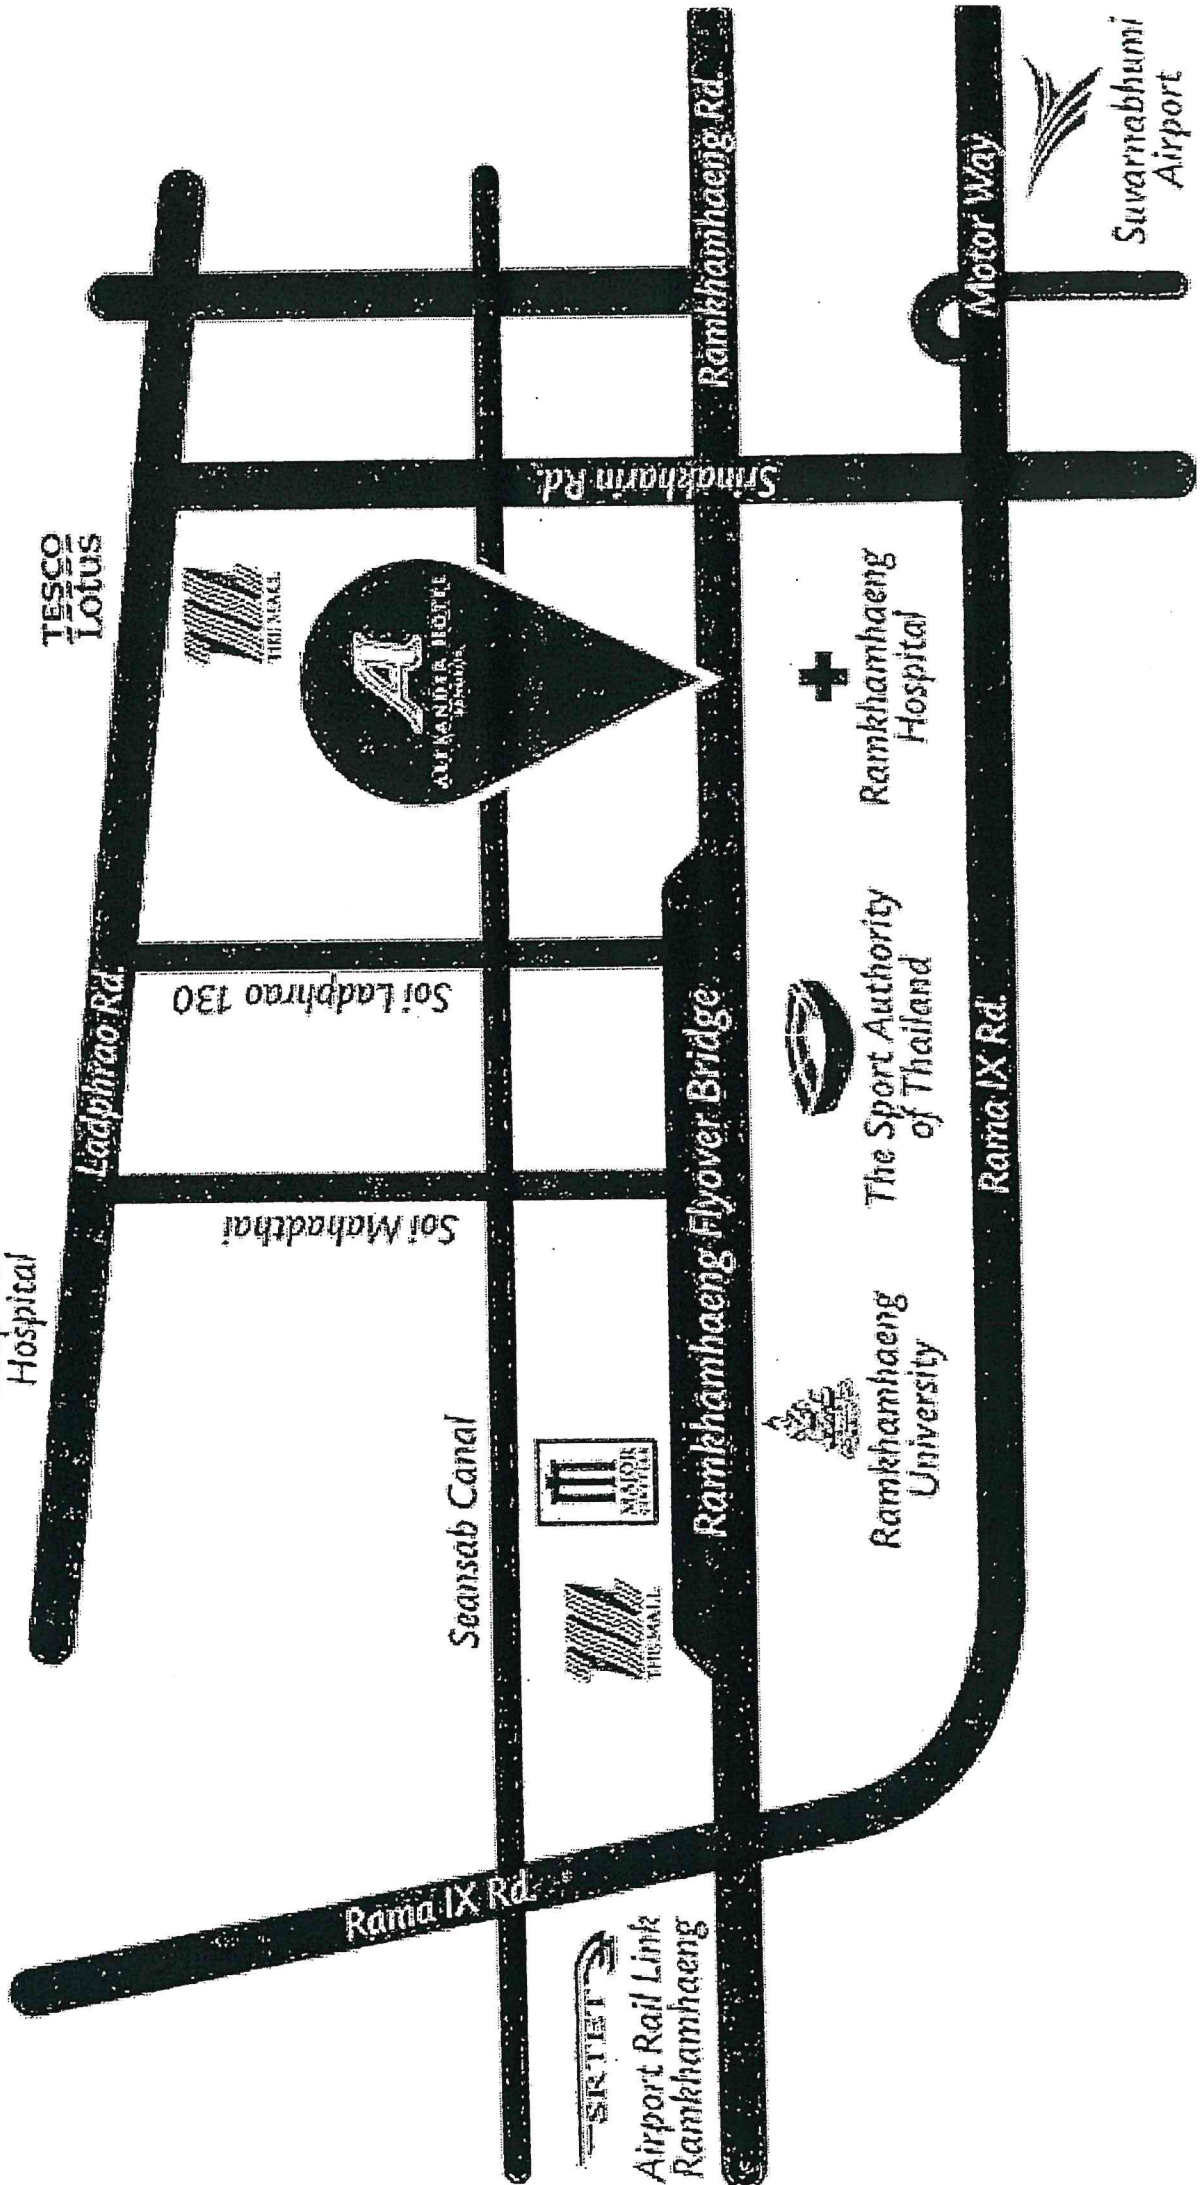 Hospital
TESCO
Lotus
Ladphrao Rd.
THE MALL
A
ALEXANDER HOTEL
BANGKOK
Soi Mahadthai
Soi Ladphrao 130
Srinakharin Rd.
Rama IX Rd.
Seansab Canal
SRTET
Airport Rail Link
Ramkhamhaeng
THE MALL
MAJOR
Ramkhamhaeng Flyover Bridge
Ramkhamhaeng Rd.
Ramkhamhaeng
University
The Sport Authority
of Thailand
Ramkhamhaeng
Hospital
Rama IX Rd.
Motor Way
Suvarnabhumi
Airport